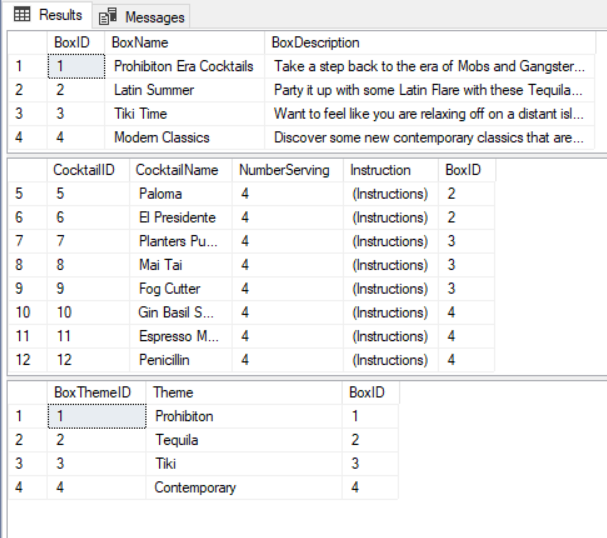 Results Messages
BoxID BoxName BoxDescription
1 1 Prohibiton Era Cocktails Take a step back to the era of Mobs and Gangster...
2 2 Latin Summer Party it up with some Latin Flare with these Tequila...
3 3 Tiki Time Want to feel like you are relaxing off on a distant isl...
4 4 Modern Classics Discover some new contemporary classics that are...
CocktailID CocktailName NumberServing Instruction BoxID
5 5 Paloma 4 (Instructions) 2
6 6 El Presidente 4 (Instructions) 2
7 7 Planters Pu... 4 (Instructions) 3
8 8 Mai Tai 4 (Instructions) 3
9 9 Fog Cutter 4 (Instructions) 3
10 10 Gin Basil S... 4 (Instructions) 4
11 11 Espresso M... 4 (Instructions) 4
12 12 Penicillin 4 (Instructions) 4
BoxThemeID Theme BoxID
1 1 Prohibiton 1
2 2 Tequila 2
3 3 Tiki 3
4 4 Contemporary 4